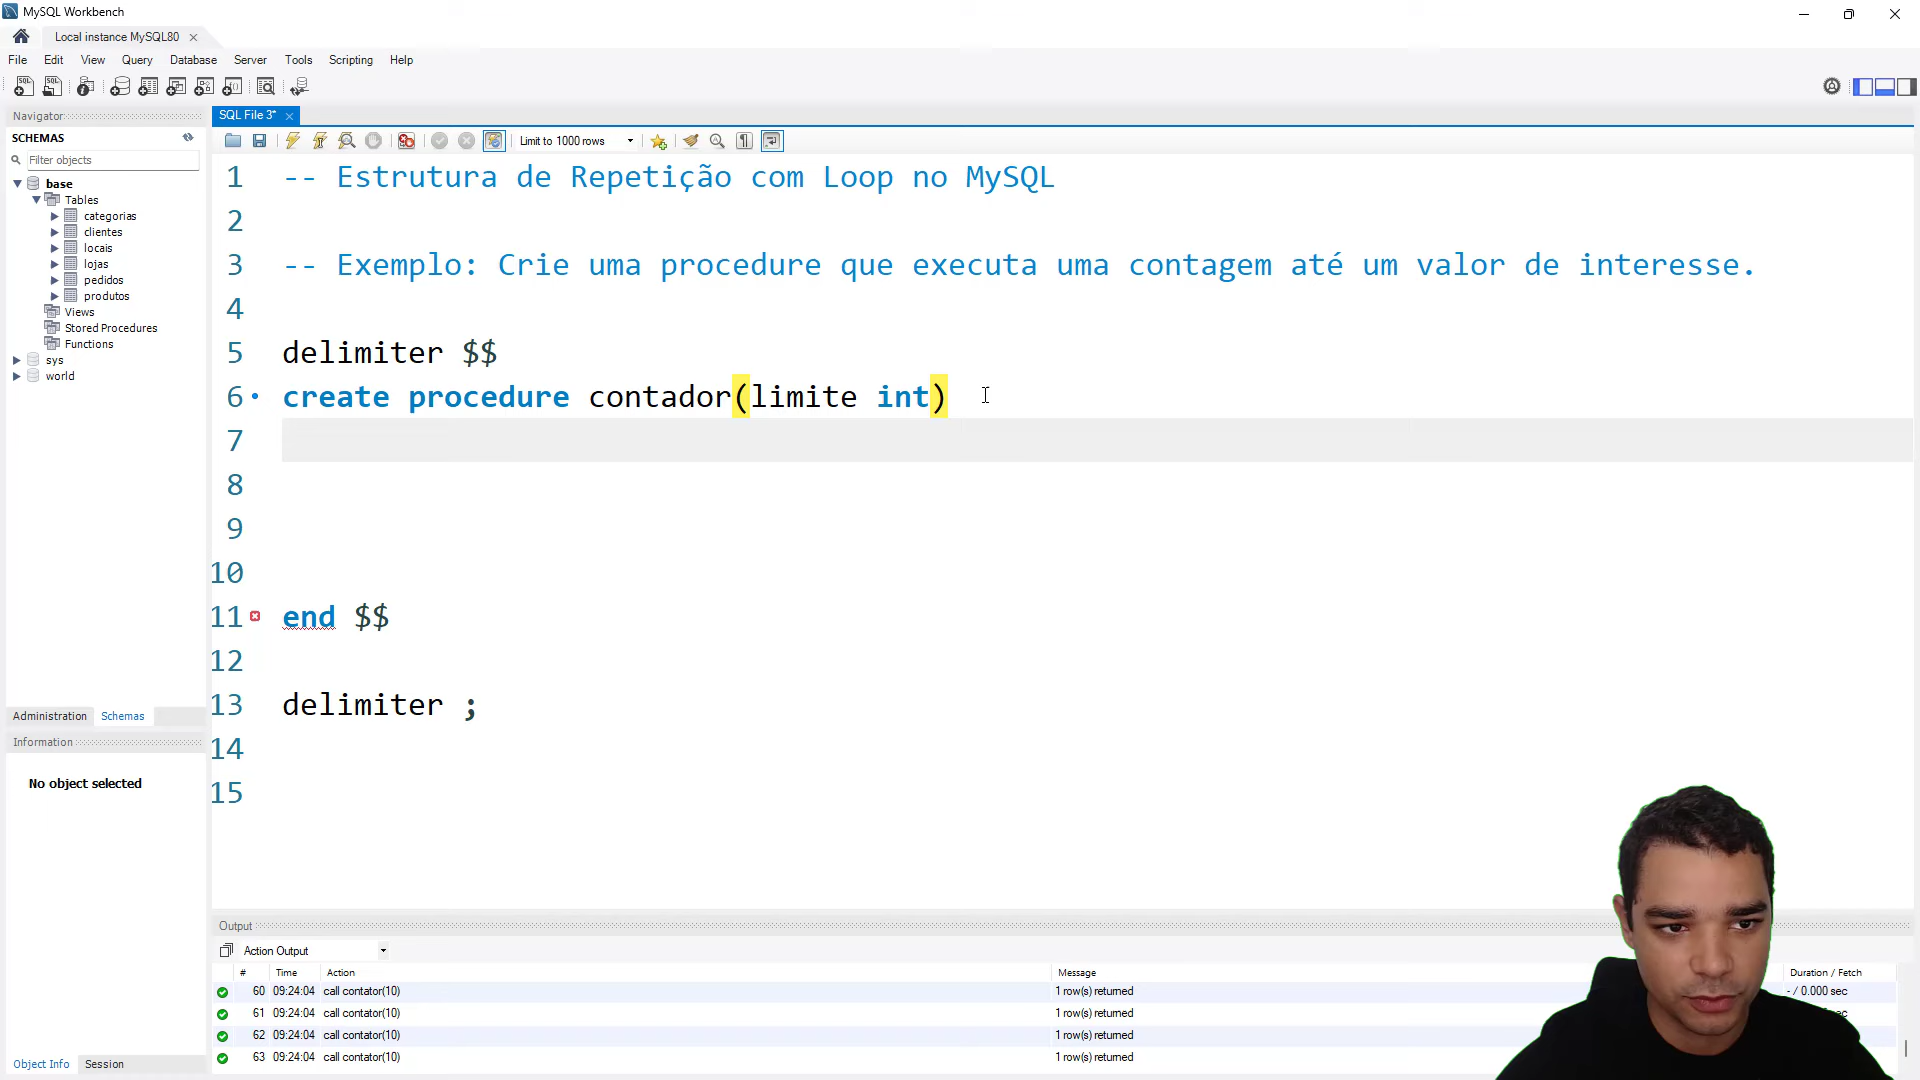 MySQL Workbench
Local instance MySQL80
File Edit View Query Database Server Tools Scripting Help
Navigator
SCHEMAS
Filter objects
base
Tables
categorias
clientes
locais
lojas
pedidos
produtos
Views
Stored Procedures
Functions
sys
world
Administration Schemas
Information
No object selected
Object Info Session
SQL File 3*
Limit to 1000 rows
1 -- Estrutura de Repetição com Loop no MySQL
2
3 -- Exemplo: Crie uma procedure que executa uma contagem até um valor de interesse.
4
5 delimiter $$
6 create procedure contador(limite int)
7
8
9
10
11 end $$
12
13 delimiter ;
14
15
Output
Action Output
# Time Action Message Duration / Fetch
60 09:24:04 call contator(10) 1 row(s) returned - / 0.000 sec
61 09:24:04 call contator(10) 1 row(s) returned
62 09:24:04 call contator(10) 1 row(s) returned
63 09:24:04 call contator(10) 1 row(s) returned